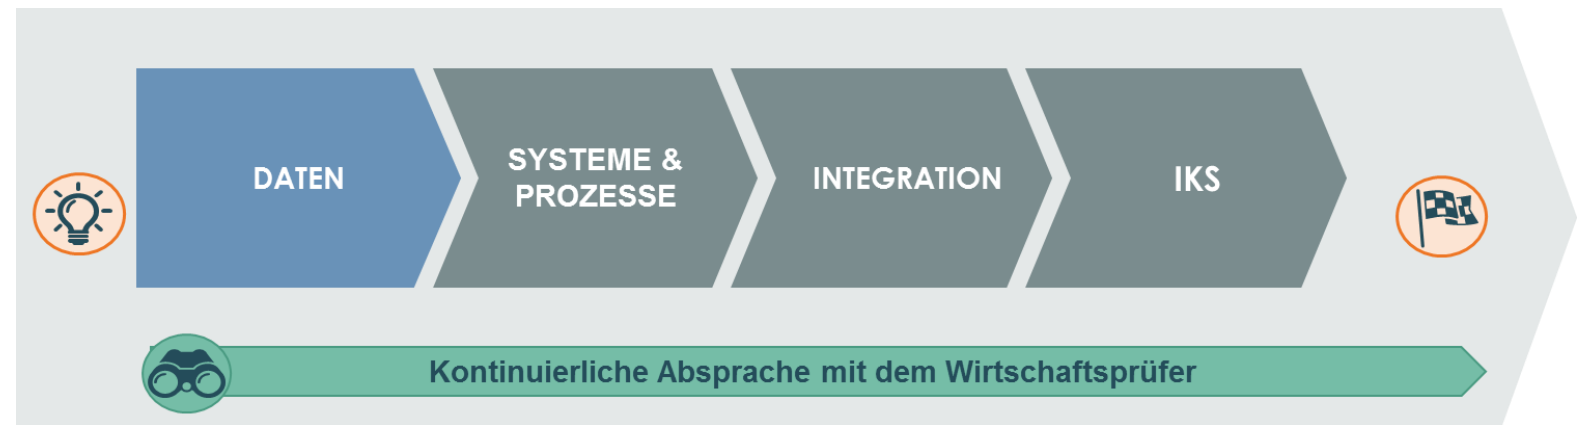 DATEN
SYSTEME &
PROZESSE
INTEGRATION
IKS
Kontinuierliche Absprache mit dem Wirtschaftsprüfer